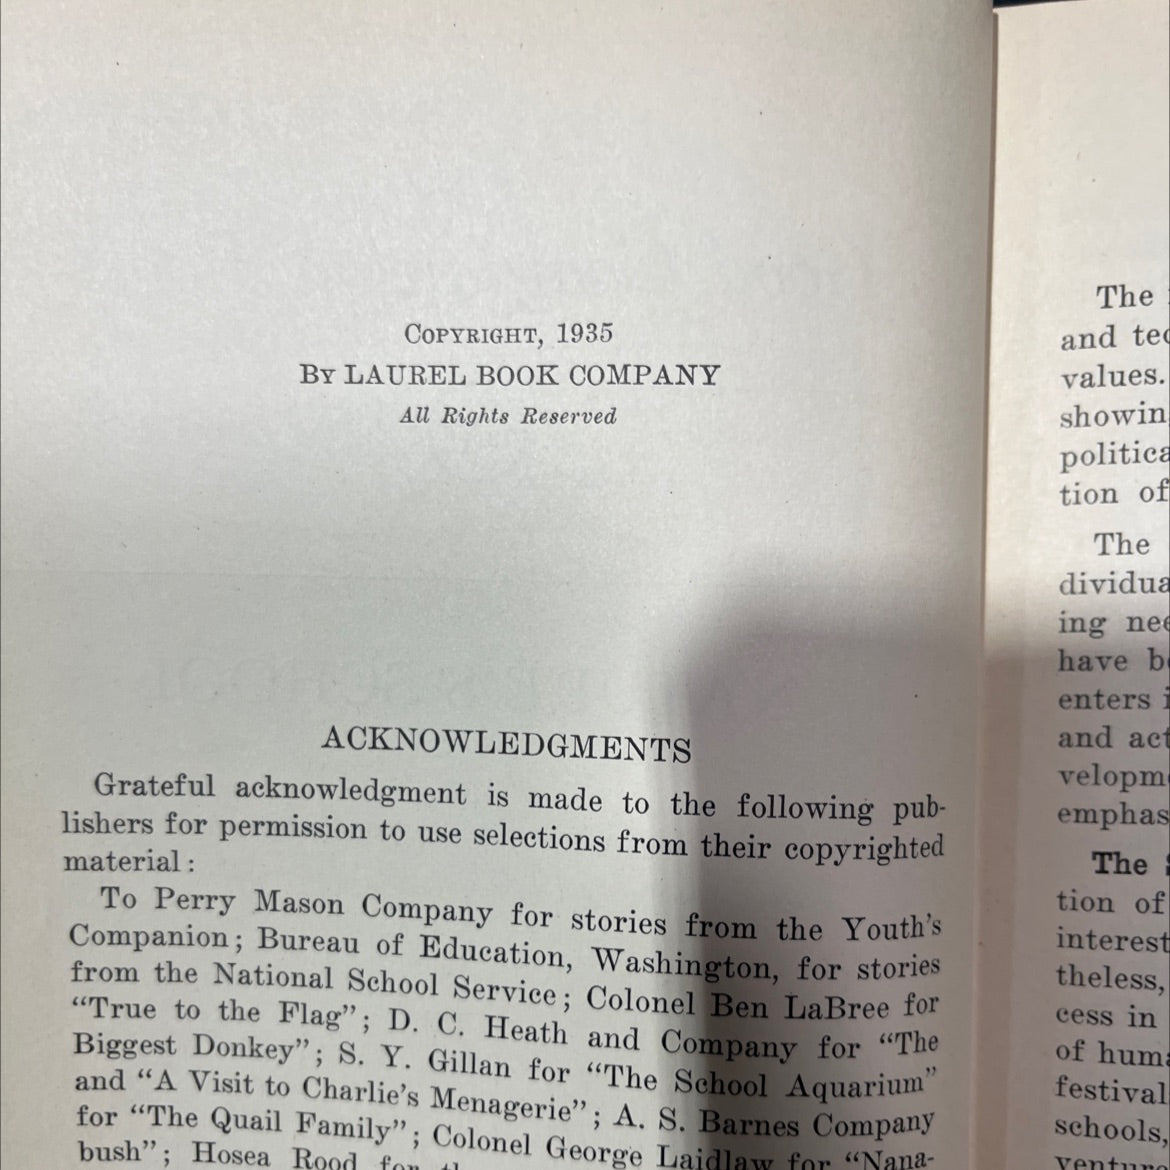 COPYRIGHT, 1935
BY LAUREL BOOK COMPANY
All Rights Reserved
ACKNOWLEDGMENTS
Grateful acknowledgment is made to the following pub-
lishers for permission to use selections from their copyrighted
material:
To Perry Mason Company for stories from the Youth's
Companion; Bureau of Education, Washington, for stories
from the National School Service; Colonel Ben LaBree for
“True to the Flag”; D. C. Heath and Company for “The
Biggest Donkey”; S. Y. Gillan for “The School Aquarium”
and “A Visit to Charlie's Menagerie”; A. S. Barnes Company
for “The Quail Family”; Colonel George Laidlaw for “Nana-
bush”; Hosea Rood for
The
and
values.
showin
politica
tion of
The
dividua
ing
have
enters
and
velopm
emphas
The
tion of
interest
theless,
cess in
of
festival
schools,